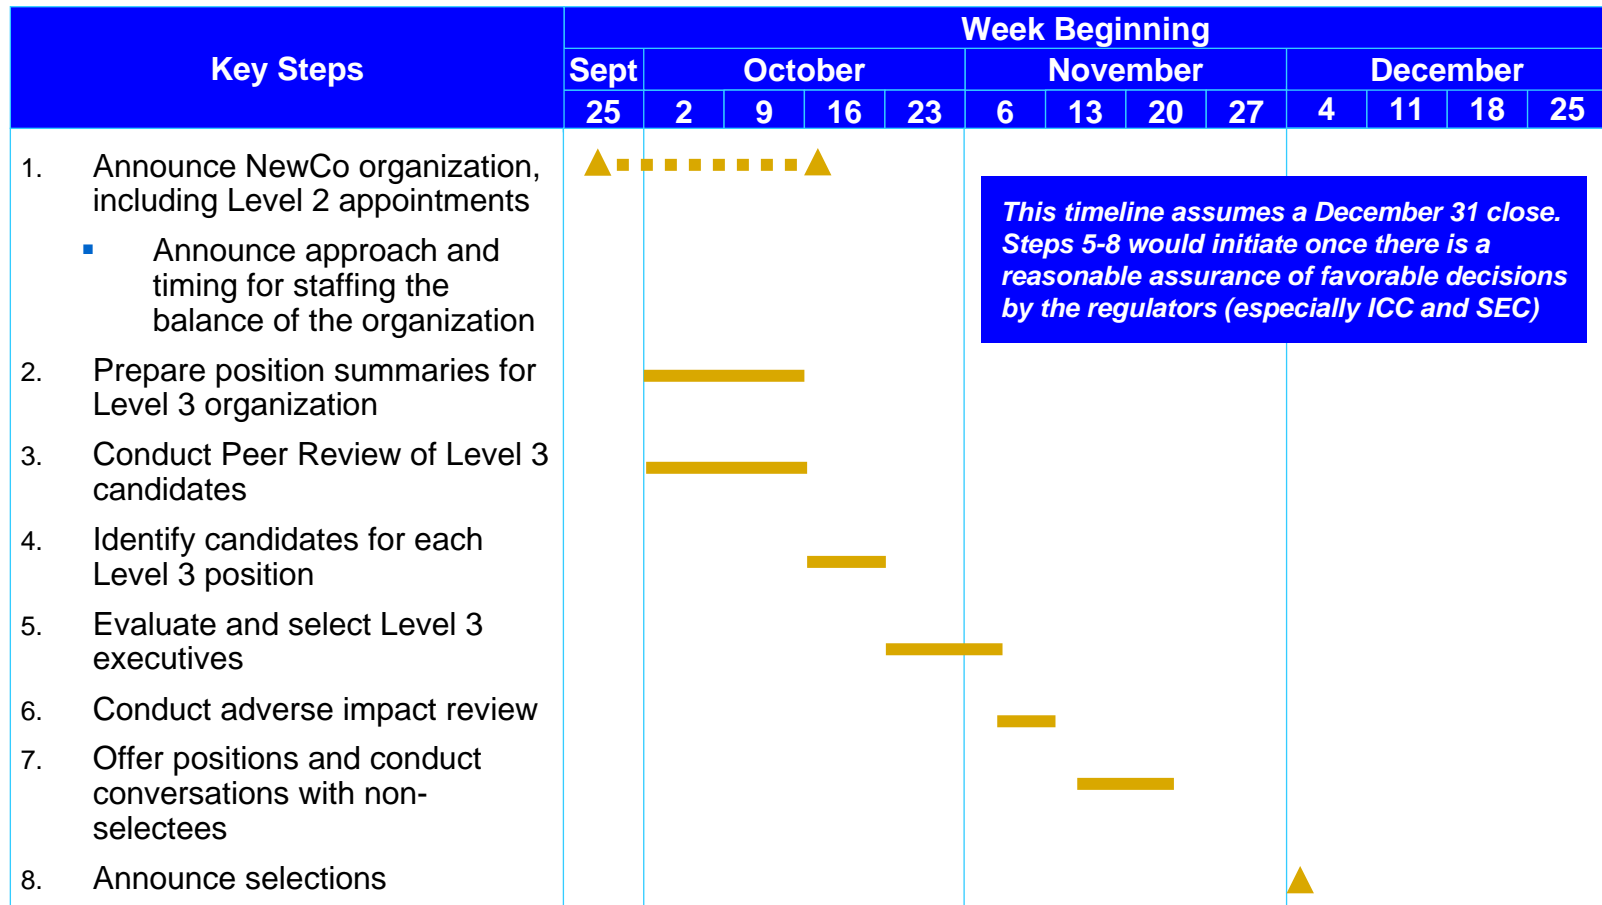 Key Steps
Week Beginning
Sept October November December
25 2 9 16 23 6 13 20 27 4 11 18 25
1. Announce NewCo organization,
including Level 2 appointments
▪ Announce approach and
timing for staffing the
balance of the organization
This timeline assumes a December 31 close.
Steps 5-8 would initiate once there is a
reasonable assurance of favorable decisions
by the regulators (especially ICC and SEC)
2. Prepare position summaries for
Level 3 organization
3. Conduct Peer Review of Level 3
candidates
4. Identify candidates for each
Level 3 position
5. Evaluate and select Level 3
executives
6. Conduct adverse impact review
7. Offer positions and conduct
conversations with non-
selectees
8. Announce selections